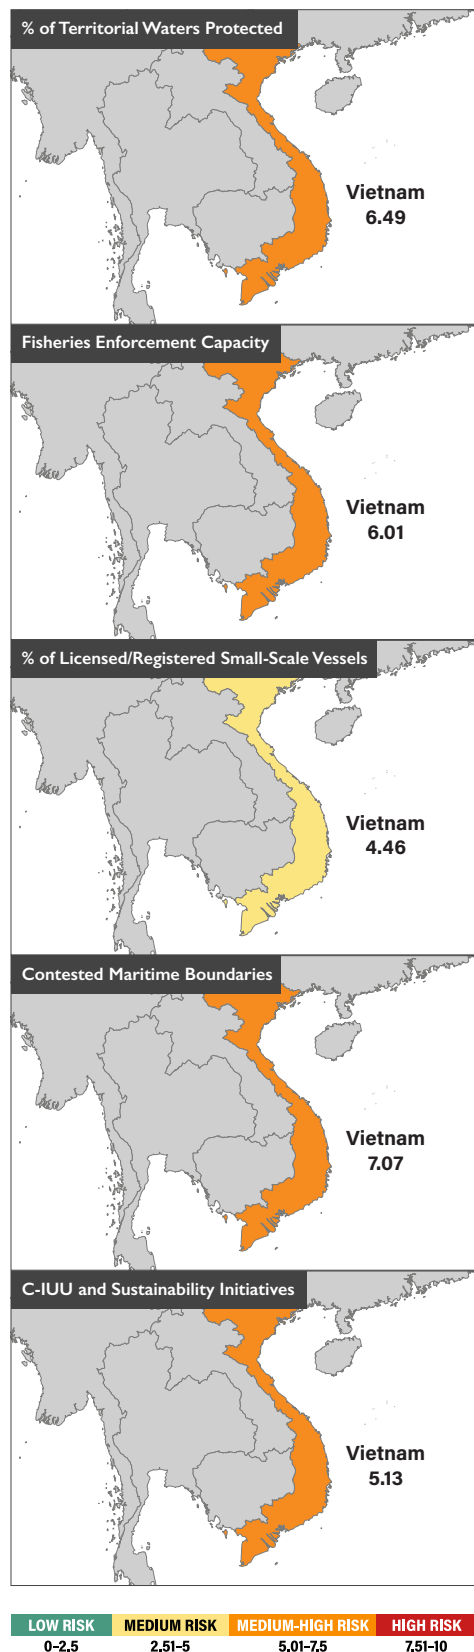 % of Territorial Waters Protected
Vietnam
6.49
Fisheries Enforcement Capacity
Vietnam
6.01
% of Licensed/Registered Small-Scale Vessels
Vietnam
4.46
Contested Maritime Boundaries
Vietnam
7.07
C-IUU and Sustainability Initiatives
Vietnam
5.13
LOW RISK MEDIUM RISK MEDIUM-HIGH RISK HIGH RISK
0–2.5 2.51–5 5.01–7.5 7.51–10